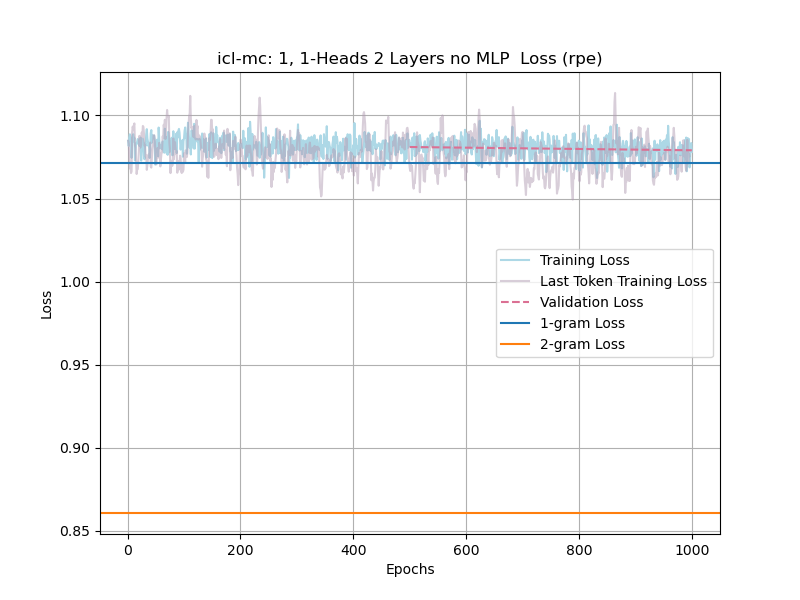 icl-mc: 1, 1-Heads 2 Layers no MLP  Loss (rpe)
1.10
1.05
1.00
0.95
0.90
0.85
Loss
Training Loss
Last Token Training Loss
Validation Loss
1-gram Loss
2-gram Loss
0 200 400 600 800 1000
Epochs